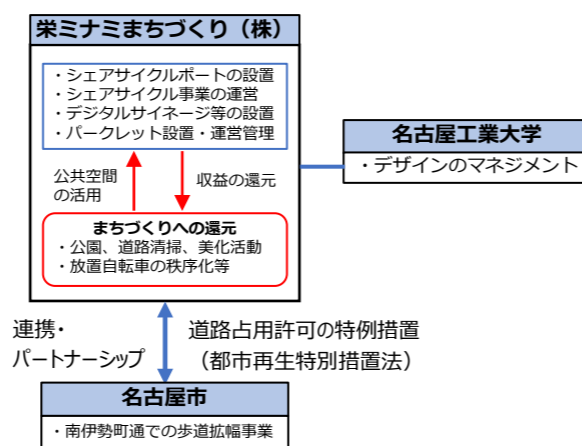 栄ミナミまちづくり（株）
・シェアサイクルポートの設置
・シェアサイクル事業の運営
・デジタルサイネージ等の設置
・パークレット設置・運営管理
公共空間
の活用
収益の還元
まちづくりへの還元
・公園、道路清掃、美化活動
・放置自転車の秩序化等
名古屋工業大学
・デザインのマネジメント
連携・
パートナーシップ
道路占用許可の特例措置
（都市再生特別措置法）
名古屋市
・南伊勢町通での歩道拡幅事業